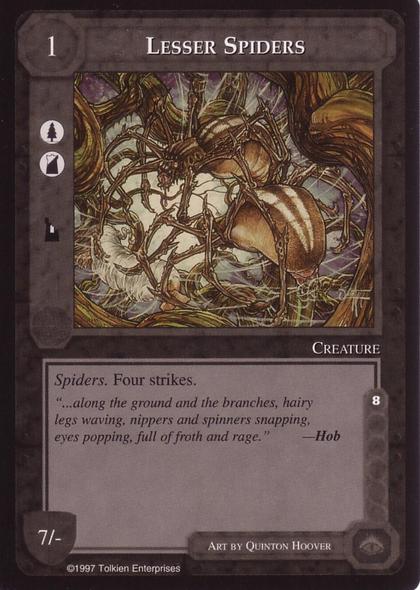 1
LESSER SPIDERS
CREATURE
Spiders. Four strikes.
“...along the ground and the branches, hairy
legs waving, nippers and spinners snapping,
eyes popping, full of froth and rage.” —Hob
8
7/-
ART BY QUINTON HOOVER
©1997 Tolkien Enterprises